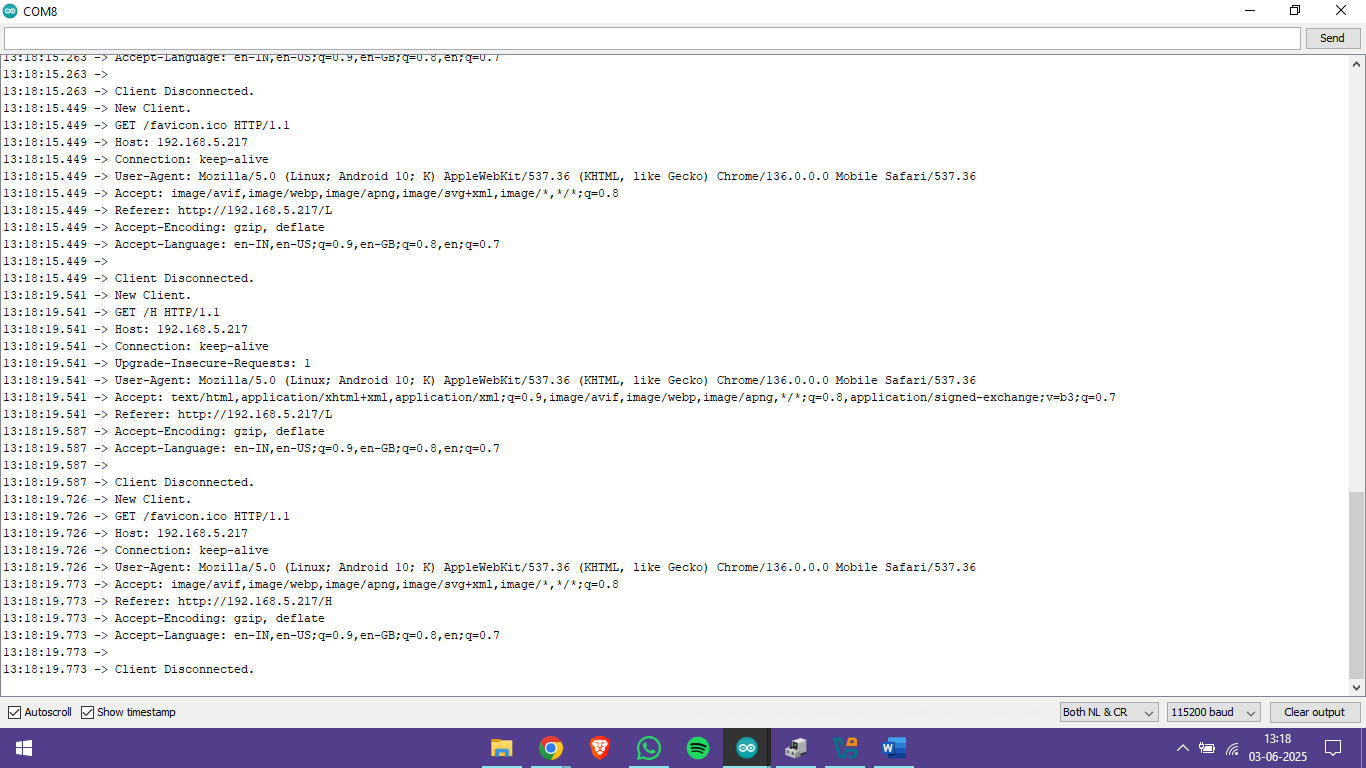 COM8
Send
13:18:15.263 -> Accept-Language: en-IN,en-US;q=0.9,en-GB;q=0.8,en;q=0.7
13:18:15.263 ->
13:18:15.263 -> Client Disconnected.
13:18:15.449 -> New Client.
13:18:15.449 -> GET /favicon.ico HTTP/1.1
13:18:15.449 -> Host: 192.168.5.217
13:18:15.449 -> Connection: keep-alive
13:18:15.449 -> User-Agent: Mozilla/5.0 (Linux; Android 10; K) AppleWebKit/537.36 (KHTML, like Gecko) Chrome/136.0.0.0 Mobile Safari/537.36
13:18:15.449 -> Accept: image/avif,image/webp,image/apng,image/svg+xml,image/*,*/*;q=0.8
13:18:15.449 -> Referer: http://192.168.5.217/L
13:18:15.449 -> Accept-Encoding: gzip, deflate
13:18:15.449 -> Accept-Language: en-IN,en-US;q=0.9,en-GB;q=0.8,en;q=0.7
13:18:15.449 ->
13:18:15.449 -> Client Disconnected.
13:18:19.541 -> New Client.
13:18:19.541 -> GET /H HTTP/1.1
13:18:19.541 -> Host: 192.168.5.217
13:18:19.541 -> Connection: keep-alive
13:18:19.541 -> Upgrade-Insecure-Requests: 1
13:18:19.541 -> User-Agent: Mozilla/5.0 (Linux; Android 10; K) AppleWebKit/537.36 (KHTML, like Gecko) Chrome/136.0.0.0 Mobile Safari/537.36
13:18:19.541 -> Accept: text/html,application/xhtml+xml,application/xml;q=0.9,image/avif,image/webp,image/apng,*/*;q=0.8,application/signed-exchange;v=b3;q=0.7
13:18:19.541 -> Referer: http://192.168.5.217/L
13:18:19.587 -> Accept-Encoding: gzip, deflate
13:18:19.587 -> Accept-Language: en-IN,en-US;q=0.9,en-GB;q=0.8,en;q=0.7
13:18:19.587 ->
13:18:19.587 -> Client Disconnected.
13:18:19.726 -> New Client.
13:18:19.726 -> GET /favicon.ico HTTP/1.1
13:18:19.726 -> Host: 192.168.5.217
13:18:19.726 -> Connection: keep-alive
13:18:19.726 -> User-Agent: Mozilla/5.0 (Linux; Android 10; K) AppleWebKit/537.36 (KHTML, like Gecko) Chrome/136.0.0.0 Mobile Safari/537.36
13:18:19.773 -> Accept: image/avif,image/webp,image/apng,image/svg+xml,image/*,*/*;q=0.8
13:18:19.773 -> Referer: http://192.168.5.217/H
13:18:19.773 -> Accept-Encoding: gzip, deflate
13:18:19.773 -> Accept-Language: en-IN,en-US;q=0.9,en-GB;q=0.8,en;q=0.7
13:18:19.773 ->
13:18:19.773 -> Client Disconnected.
Autoscroll Show timestamp Both NL & CR 115200 baud Clear output
13:18
03-06-2025